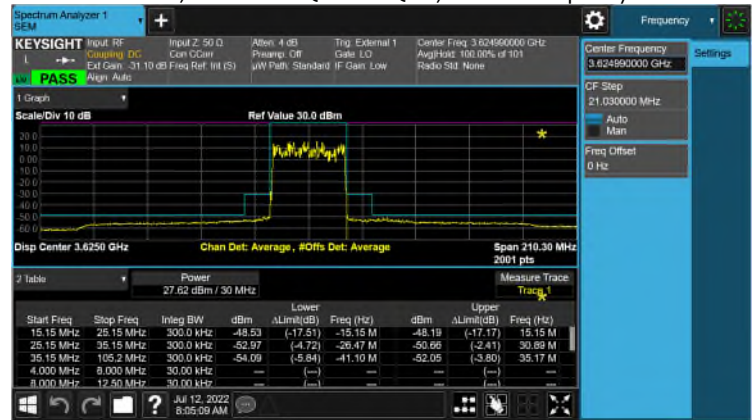 Spectrum Analyzer 1
SEM
Frequency
KEYSIGHT Input: RF
Coupling: DC
Ext Gain: -31.10 dB
Align: Auto
Input Z: 50 Ω
Corr CCorr
Freq Ref: Int (S)
Atten: 4 dB
Preamp: Off
µW Path: Standard
Trig: External 1
Gate: LO
IF Gain: Low
Center Freq: 3.624990000 GHz
Avg|Hold: 100.00% of 101
Radio Std: None
PASS
Center Frequency
3.624990000 GHz
Settings
CF Step
21.030000 MHz
Auto
Man
Freq Offset
0 Hz
1 Graph
Scale/Div 10 dB
Ref Value 30.0 dBm
20.0
10.0
0.00
-10.0
-20.0
-30.0
-40.0
-50.0
-60.0
Disp Center 3.6250 GHz
Chan Det: Average, #Offs Det: Average
Span 210.30 MHz
2001 pts
2 Table
Power
27.62 dBm / 30 MHz
Measure Trace
Trace 1
Lower Upper
Start Freq Stop Freq Integ BW dBm ΔLimit(dB) Freq (Hz) dBm ΔLimit(dB) Freq (Hz)
15.15 MHz 25.15 MHz 300.0 kHz -48.53 (-17.51) -15.15 M -48.19 (-17.17) 15.15 M
25.15 MHz 35.15 MHz 300.0 kHz -52.97 (-4.72) -26.47 M -50.66 (-2.41) 30.89 M
35.15 MHz 105.2 MHz 300.0 kHz -54.09 (-5.84) -41.10 M -52.05 (-3.80) 35.17 M
4.000 MHz 8.000 MHz 30.00 kHz --- (---) --- (---)
8.000 MHz 12.50 MHz 30.00 kHz --- (---) --- (---)
Jul 12, 2022
8:05:09 AM